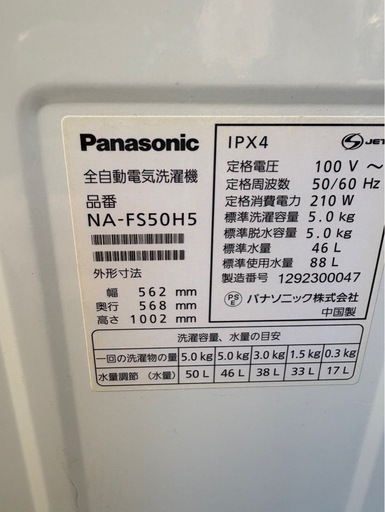 Panasonic
全自動電気洗濯機
品番
NA-FS50H5
外形寸法
幅 562 mm
奥行 568 mm
高さ 1002 mm
IPX4
JET
定格電圧 100 V ~
定格周波数 50/60 Hz
定格消費電力 210 W
標準洗濯容量 5.0 kg
標準脱水容量 5.0 kg
標準水量 46 L
標準使用水量 88 L
製造番号 1292300047
PS E パナソニック株式会社
中国製
洗濯容量、水量の目安
一回の洗濯物の量 5.0 kg 5.0 kg 3.0 kg 1.5 kg 0.3 kg
水量調節 (水量) 50 L 46 L 38 L 33 L 17 L